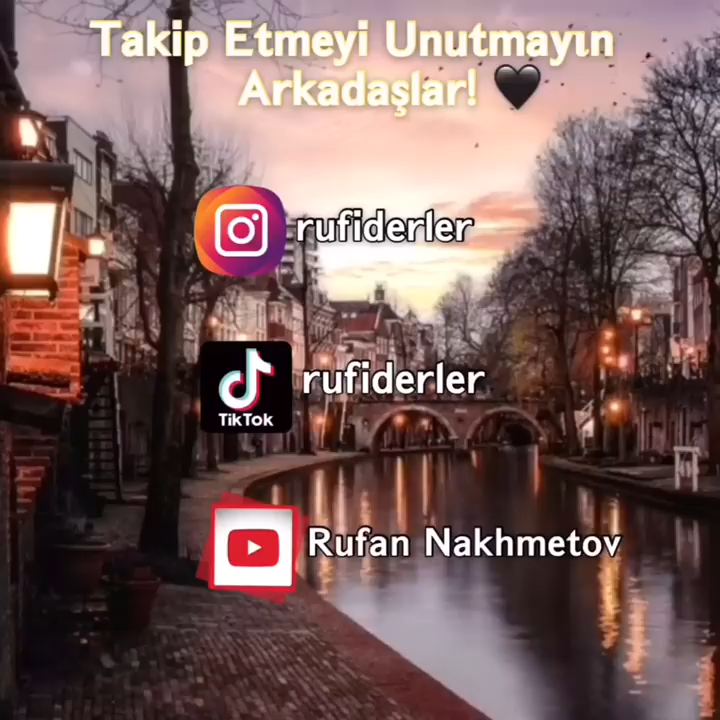 Takip Etmeyi Unutmayın
Arkadaşlar! 🖤
rufiderler
TikTok
rufiderler
Rufan Nakhmetov